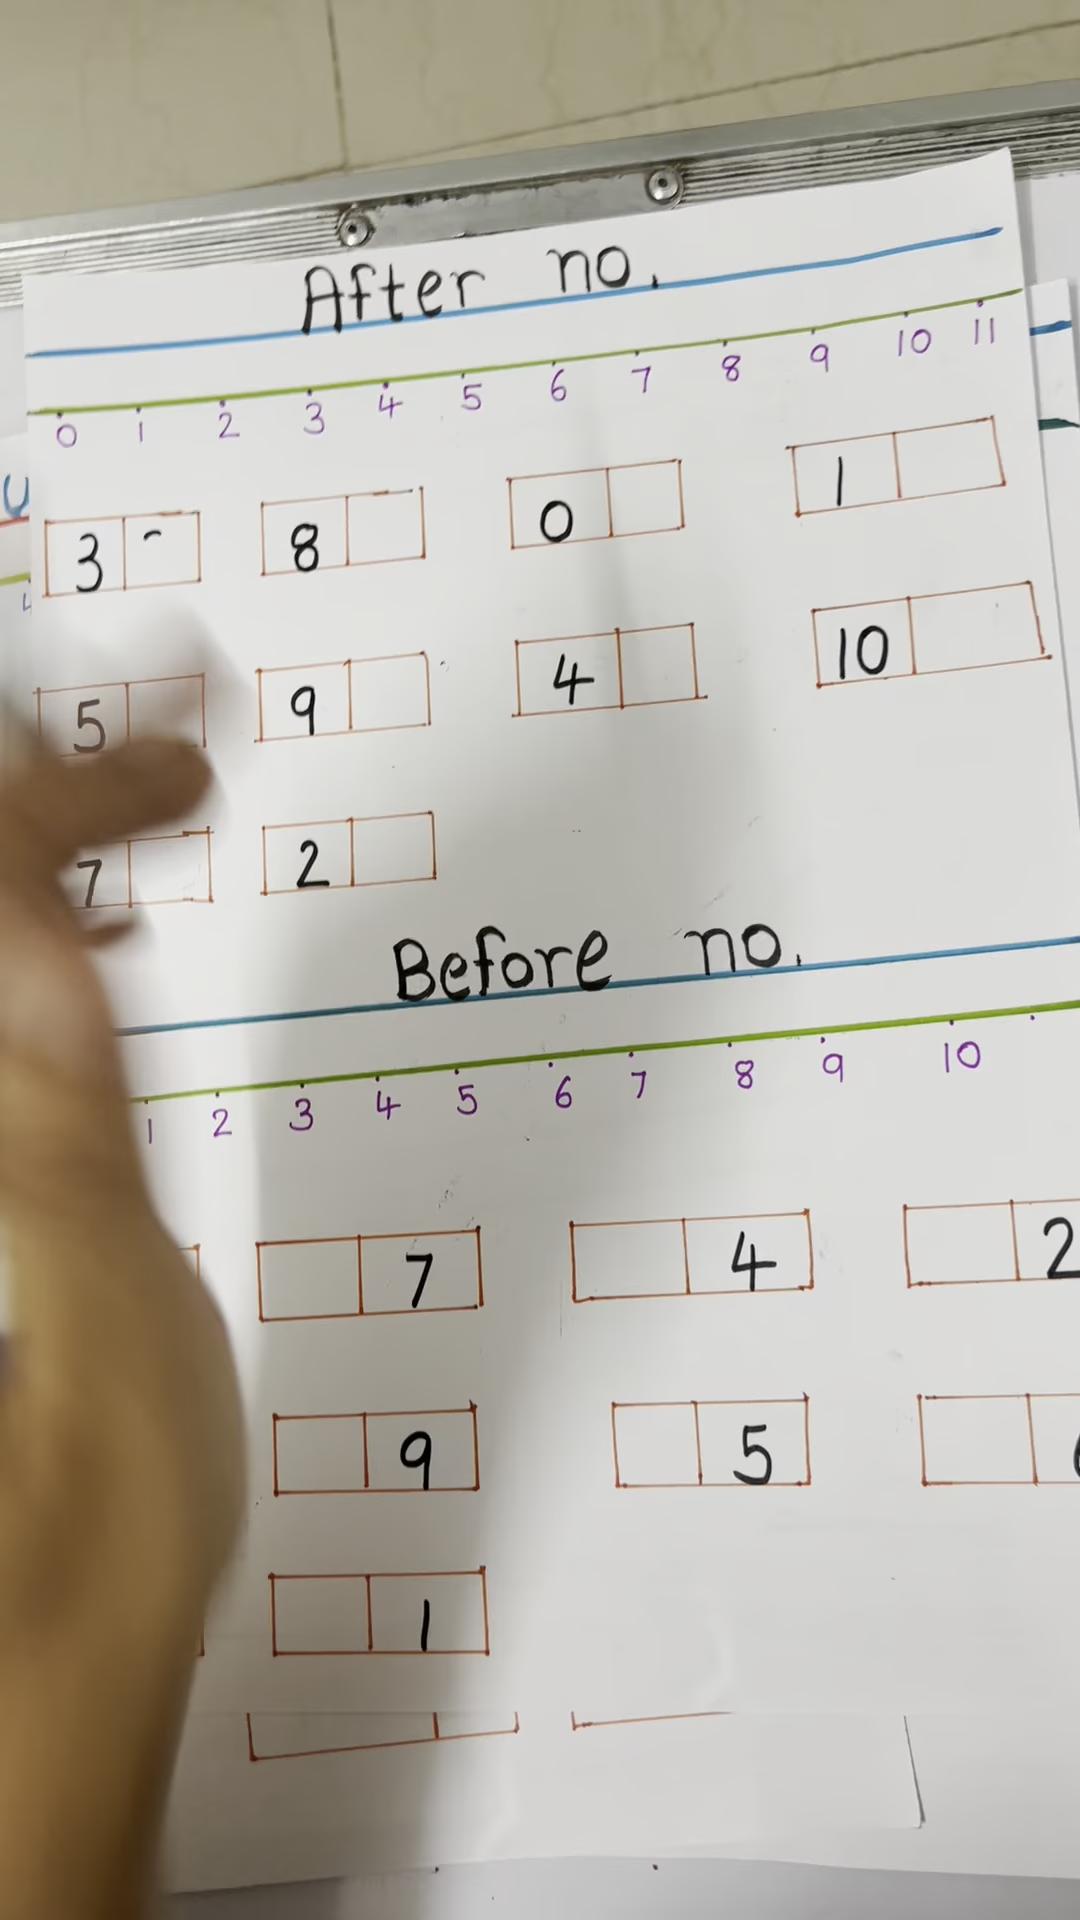 After no.
0 1 2 3 4 5 6 7 8 9 10 11
3 8 0 1
5 9 4 10
7 2
Before no.
1 2 3 4 5 6 7 8 9 10
7 4 2
9 5
1